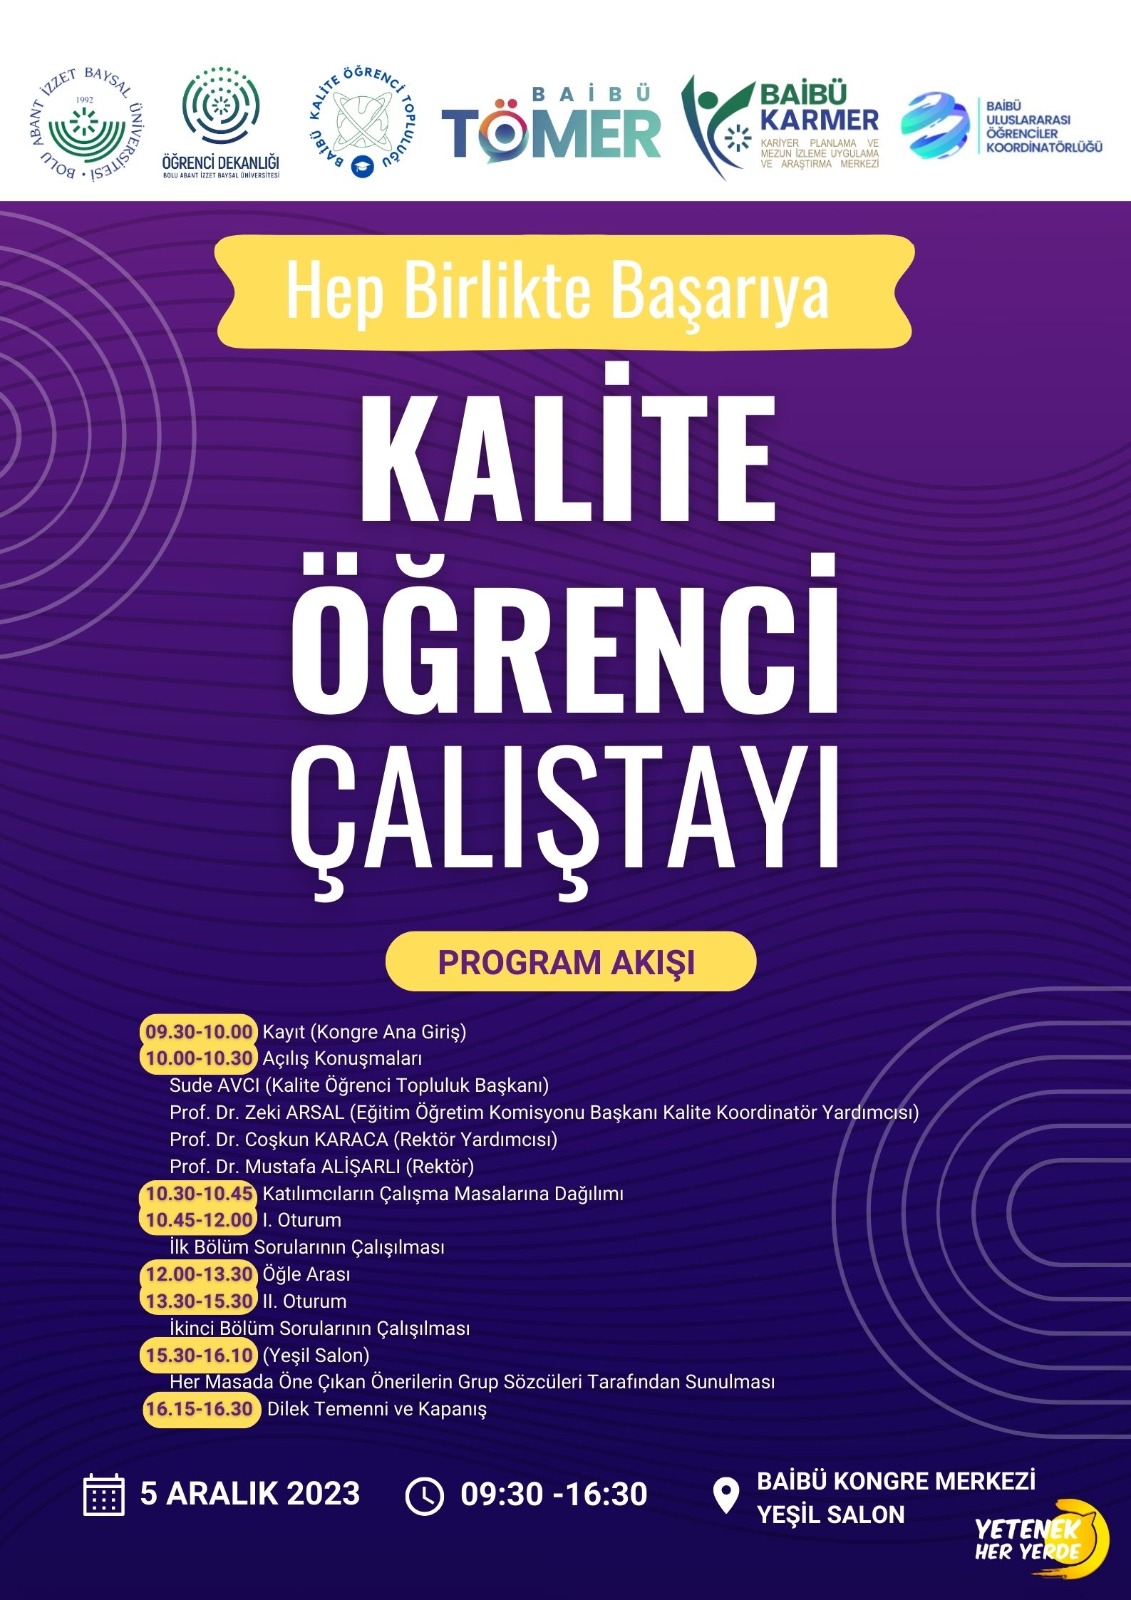 BOLU ABANT İZZET BAYSAL ÜNİVERSİTESİ
1992
ÖĞRENCİ DEKANLIĞI
BOLU ABANT İZZET BAYSAL ÜNİVERSİTESİ
BAİBÜ KALİTE ÖĞRENCİ TOPLULUĞU
BAİBÜ
TÖMER
BAİBÜ
KARMER
KARİYER PLANLAMA VE
MEZUN İZLEME UYGULAMA
VE ARAŞTIRMA MERKEZİ
BAİBÜ
ULUSLARARASI
ÖĞRENCİLER
KOORDİNATÖRLÜĞÜ
Hep Birlikte Başarıya
KALİTE
ÖĞRENCİ
ÇALIŞTAYI
PROGRAM AKIŞI
09.30-10.00 Kayıt (Kongre Ana Giriş)
10.00-10.30 Açılış Konuşmaları
Sude AVCI (Kalite Öğrenci Topluluk Başkanı)
Prof. Dr. Zeki ARSAL (Eğitim Öğretim Komisyonu Başkanı Kalite Koordinatör Yardımcısı)
Prof. Dr. Coşkun KARACA (Rektör Yardımcısı)
Prof. Dr. Mustafa ALİŞARLI (Rektör)
10.30-10.45 Katılımcıların Çalışma Masalarına Dağılımı
10.45-12.00 I. Oturum
İlk Bölüm Sorularının Çalışılması
12.00-13.30 Öğle Arası
13.30-15.30 II. Oturum
İkinci Bölüm Sorularının Çalışılması
15.30-16.10 (Yeşil Salon)
Her Masada Öne Çıkan Önerilerin Grup Sözcüleri Tarafından Sunulması
16.15-16.30 Dilek Temenni ve Kapanış
5 ARALIK 2023
09:30 -16:30
BAİBÜ KONGRE MERKEZİ
YEŞİL SALON
YETENEK
HER YERDE